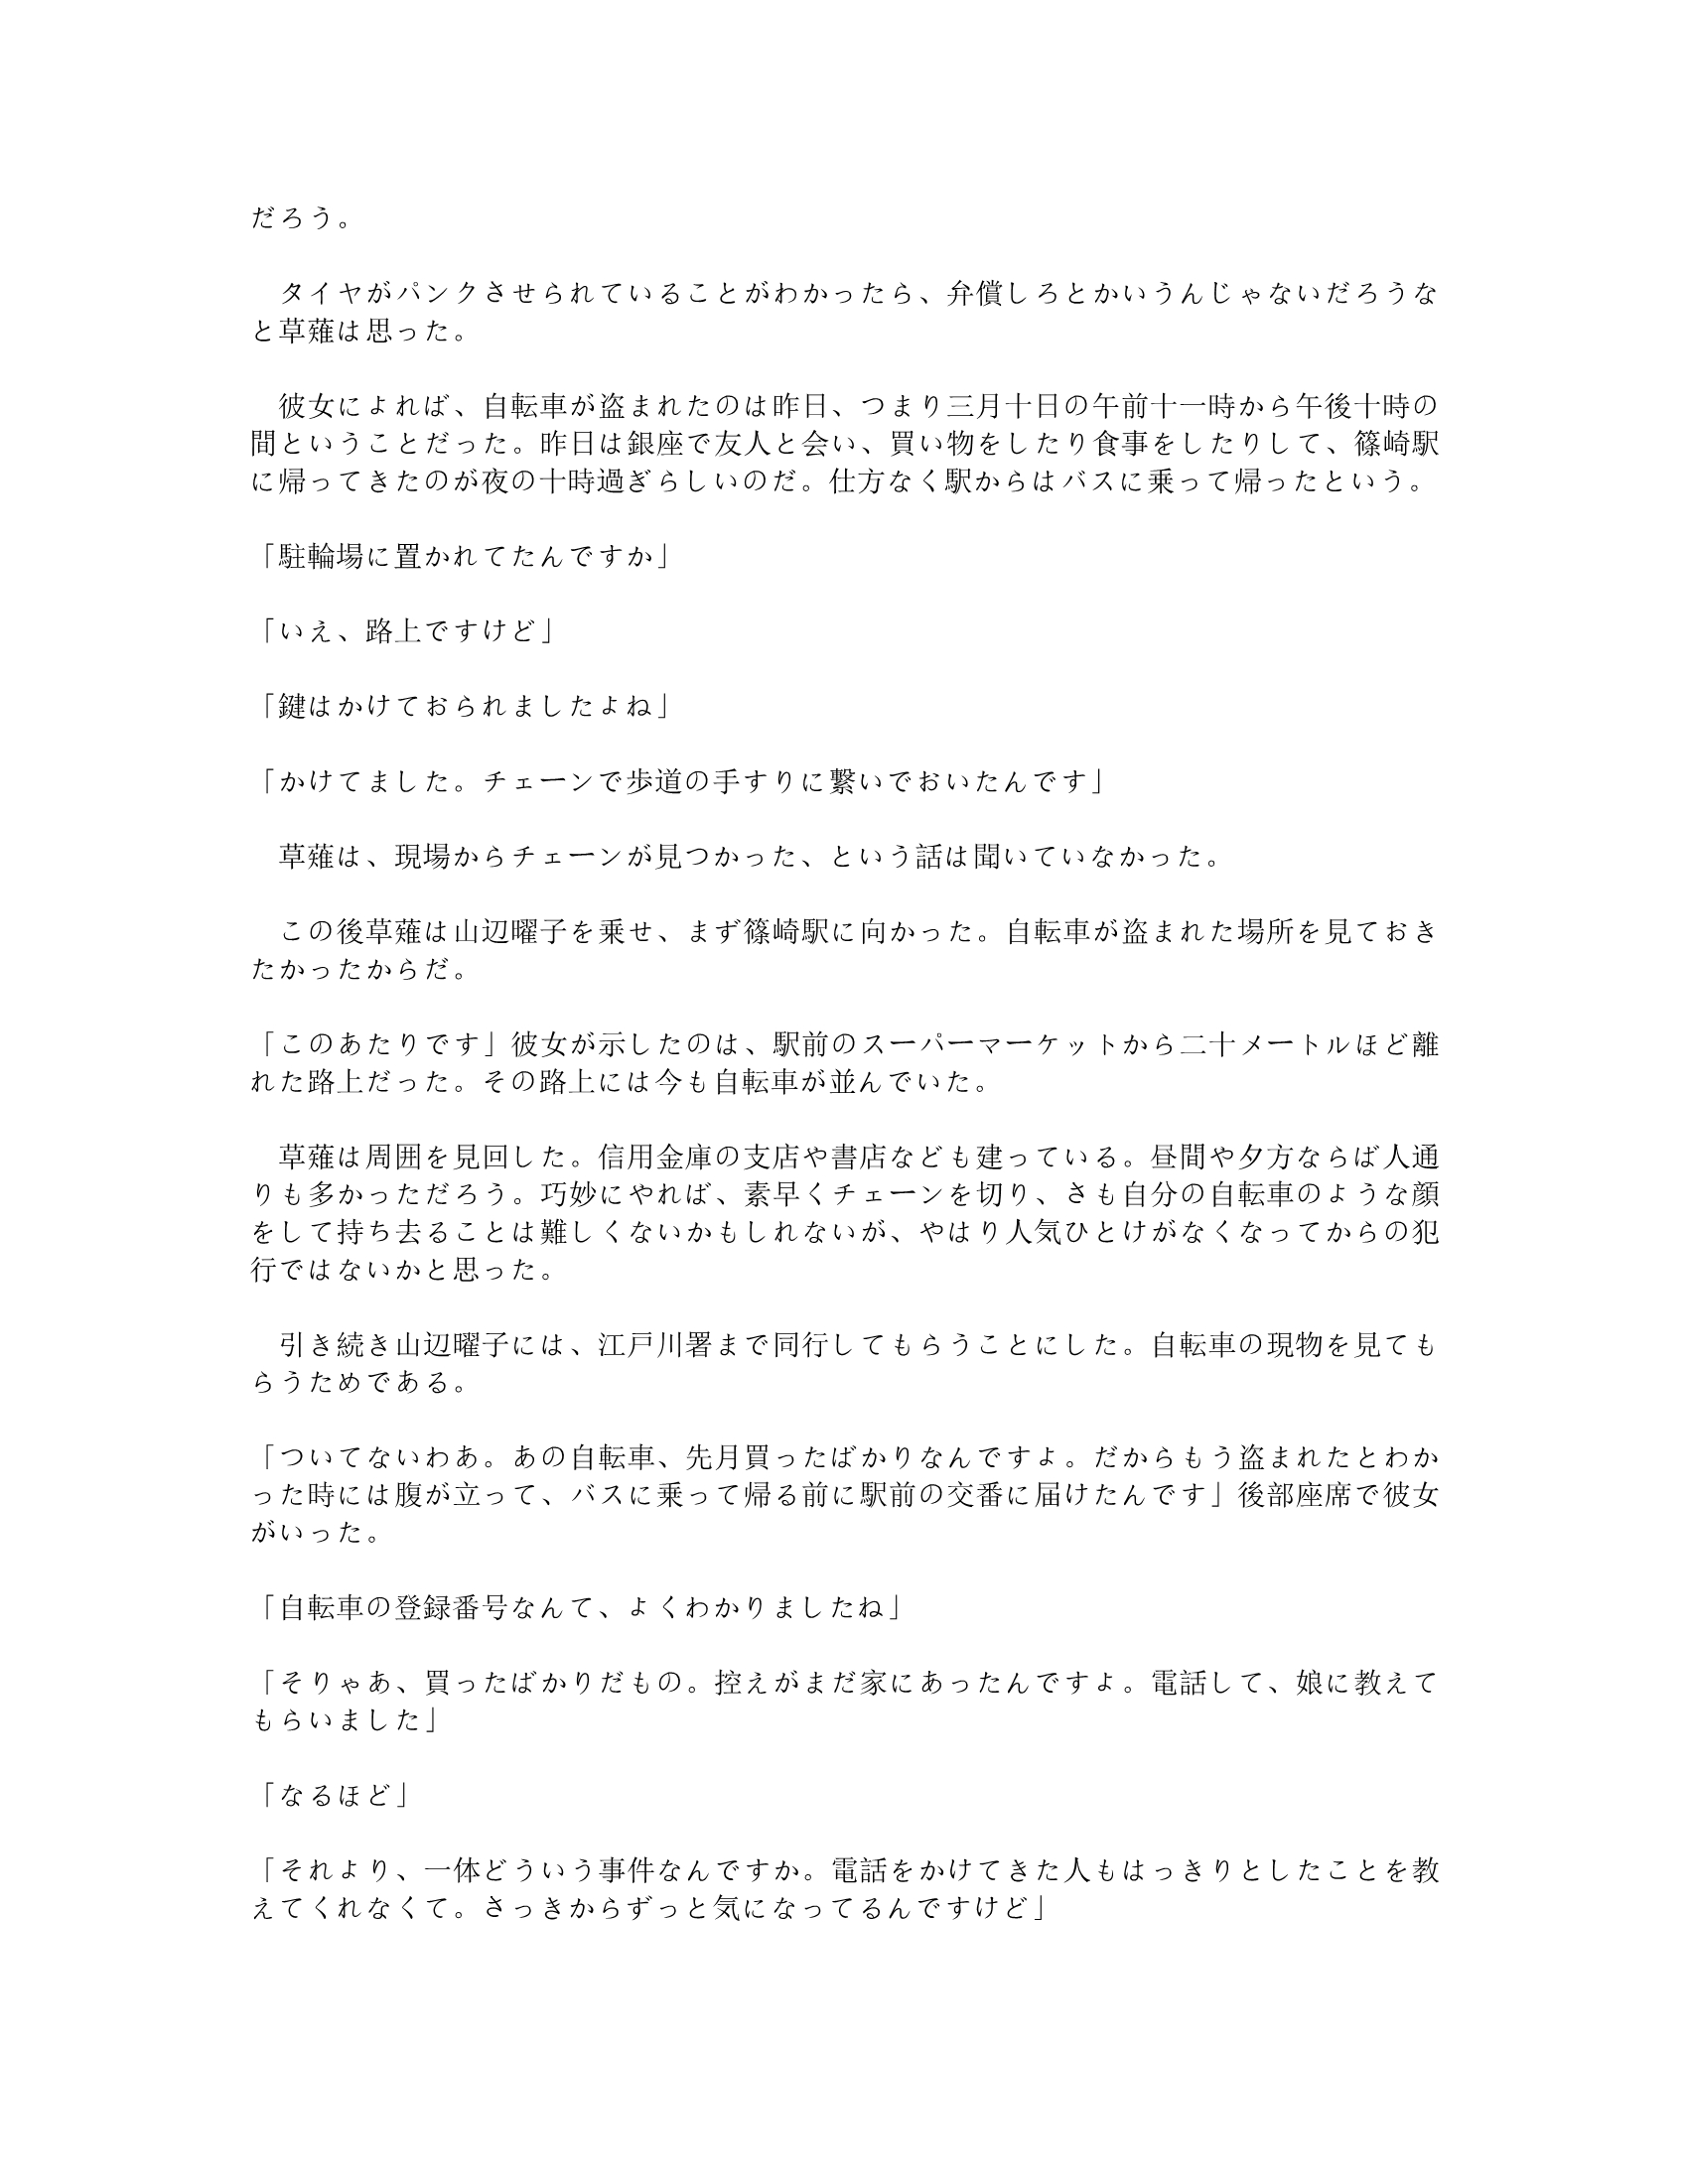 だろう。
　タイヤがパンクさせられていることがわかったら、弁償しろとかいうんじゃないだろうな
と草薙は思った。
　彼女によれば、自転車が盗まれたのは昨日、つまり三月十日の午前十一時から午後十時の
間ということだった。昨日は銀座で友人と会い、買い物をしたり食事をしたりして、篠崎駅
に帰ってきたのが夜の十時過ぎらしいのだ。仕方なく駅からはバスに乗って帰ったという。
「駐輪場に置かれてたんですか」
「いえ、路上ですけど」
「鍵はかけておられましたよね」
「かけてました。チェーンで歩道の手すりに繋いでおいたんです」
　草薙は、現場からチェーンが見つかった、という話は聞いていなかった。
　この後草薙は山辺曜子を乗せ、まず篠崎駅に向かった。自転車が盗まれた場所を見ておき
たかったからだ。
「このあたりです」彼女が示したのは、駅前のスーパーマーケットから二十メートルほど離
れた路上だった。その路上には今も自転車が並んでいた。
　草薙は周囲を見回した。信用金庫の支店や書店なども建っている。昼間や夕方ならば人通
りも多かっただろう。巧妙にやれば、素早くチェーンを切り、さも自分の自転車のような顔
をして持ち去ることは難しくないかもしれないが、やはり人気ひとけがなくなってからの犯
行ではないかと思った。
　引き続き山辺曜子には、江戸川署まで同行してもらうことにした。自転車の現物を見ても
らうためである。
「ついてないわあ。あの自転車、先月買ったばかりなんですよ。だからもう盗まれたとわか
った時には腹が立って、バスに乗って帰る前に駅前の交番に届けたんです」後部座席で彼女
がいった。
「自転車の登録番号なんて、よくわかりましたね」
「そりゃあ、買ったばかりだもの。控えがまだ家にあったんですよ。電話して、娘に教えて
もらいました」
「なるほど」
「それより、一体どういう事件なんですか。電話をかけてきた人もはっきりとしたことを教
えてくれなくて。さっきからずっと気になってるんですけど」